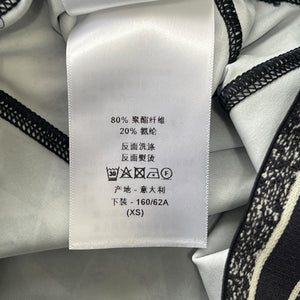 80% 聚酯纤维
20% 氨纶
反面洗涤
反面熨烫
产地 - 意大利
下装 - 160/62A
(XS)